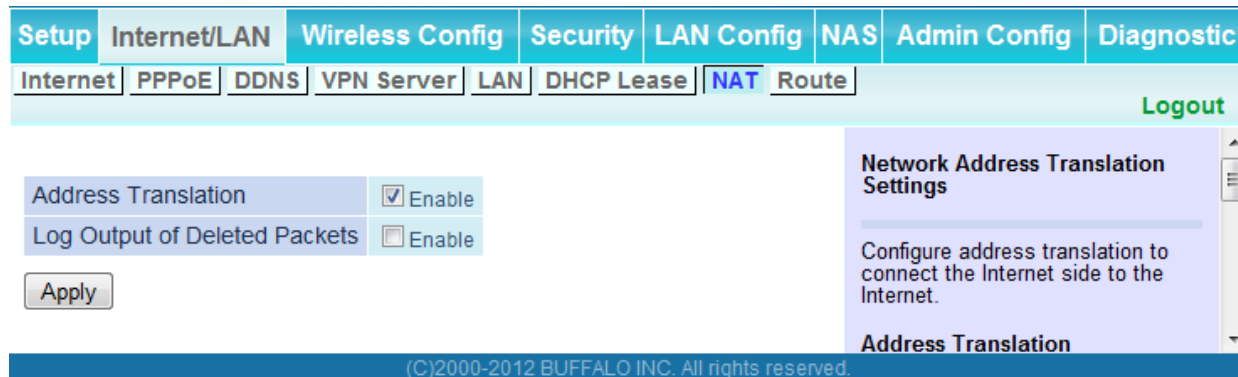 Setup Internet/LAN Wireless Config Security LAN Config NAS Admin Config Diagnostic
Internet PPPoE DDNS VPN Server LAN DHCP Lease NAT Route
Logout
Address Translation Enable
Log Output of Deleted Packets Enable
Apply
Network Address Translation
Settings
Configure address translation to
connect the Internet side to the
Internet.
Address Translation
(C)2000-2012 BUFFALO INC. All rights reserved.